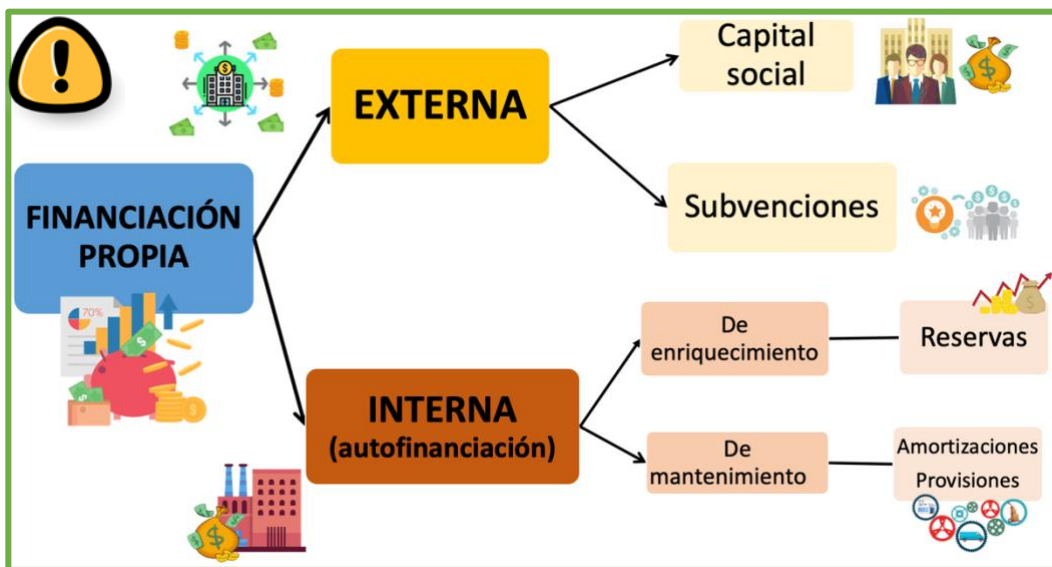 FINANCIACIÓN
PROPIA
EXTERNA
Capital
social
Subvenciones
INTERNA
(autofinanciación)
De
enriquecimiento
Reservas
De
mantenimiento
Amortizaciones
Provisiones
70%